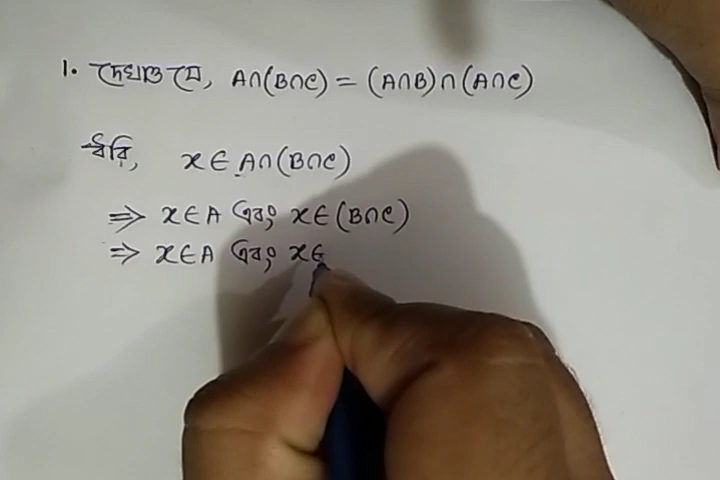 1. দেখাও যে, A∩(B∩C) = (A∩B)∩(A∩C)
ধরি, x∈A∩(B∩C)
⇒ x∈A এবং x∈(B∩C)
⇒ x∈A এবং x∈